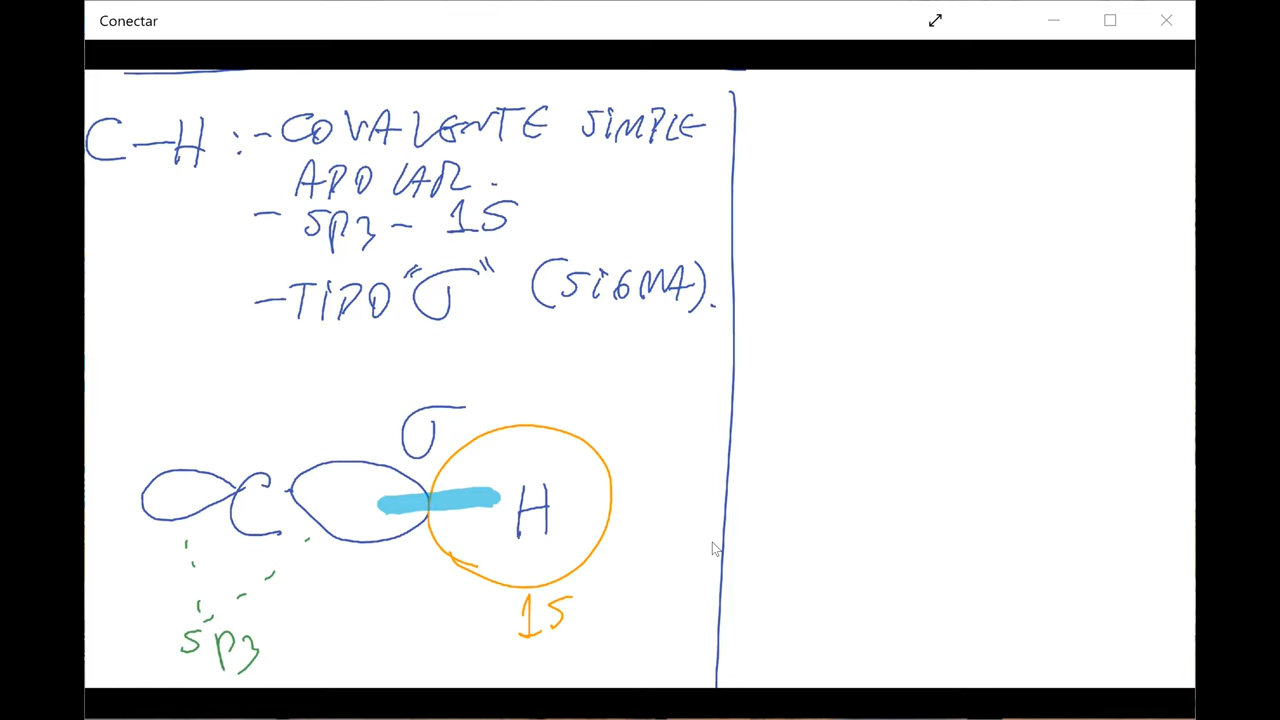 Conectar
C-H :- COVALENTE SIMPLE
APOLAR.
- sp3 - 1S
- TIPO "σ" (SIGMA).
σ
C H
1S
sp3